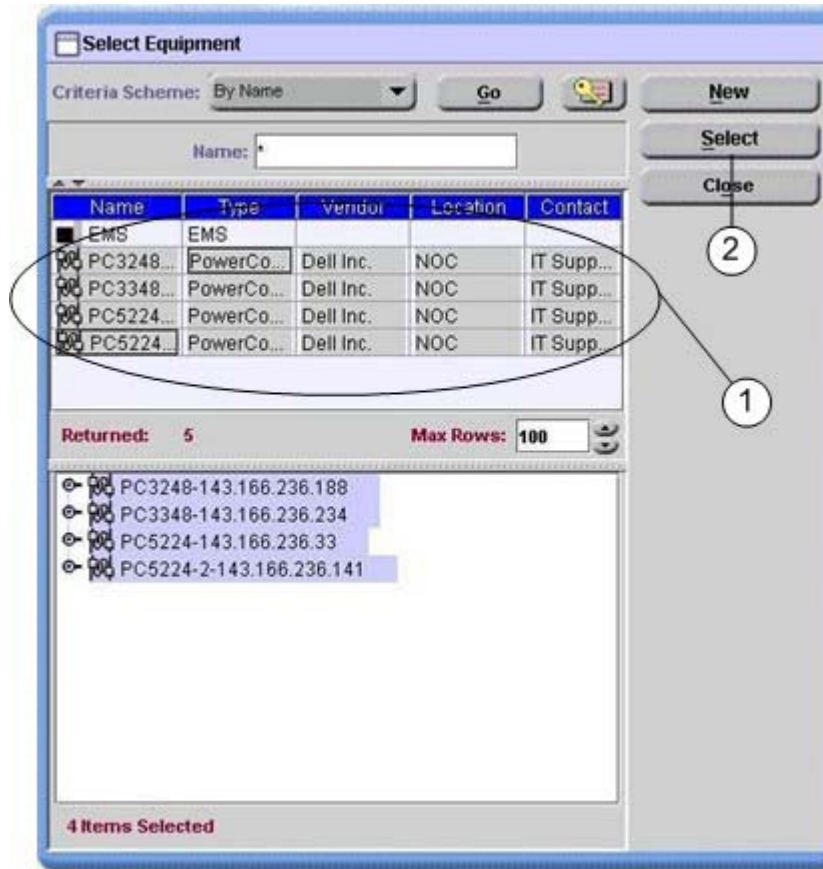 Select Equipment
Criteria Scheme: By Name Go New
Name: * Select
Close
Name Type Vendor Location Contact
EMS EMS
PC3248... PowerCo... Dell Inc. NOC IT Supp...
PC3348... PowerCo... Dell Inc. NOC IT Supp...
PC5224... PowerCo... Dell Inc. NOC IT Supp...
PC5224... PowerCo... Dell Inc. NOC IT Supp...
2
1
Returned: 5 Max Rows: 100
PC3248-143.166.236.188
PC3348-143.166.236.234
PC5224-143.166.236.33
PC5224-2-143.166.236.141
4 Items Selected